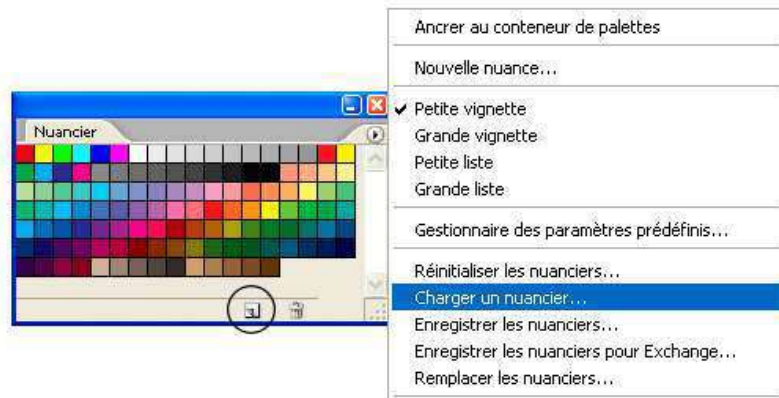 Nuancier
Ancrer au conteneur de palettes
Nouvelle nuance...
Petite vignette
Grande vignette
Petite liste
Grande liste
Gestionnaire des paramètres prédéfinis...
Réinitialiser les nuanciers...
Charger un nuancier...
Enregistrer les nuanciers...
Enregistrer les nuanciers pour Exchange...
Remplacer les nuanciers...